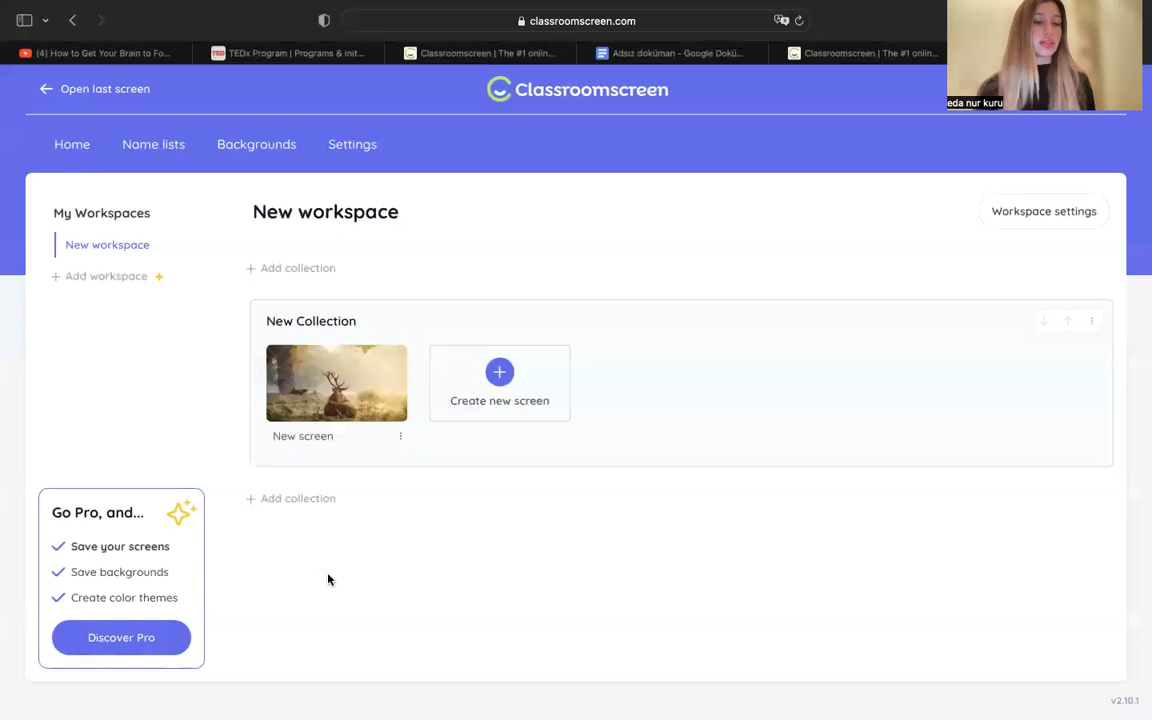 classroomscreen.com
(4) How to Get Your Brain to Fo...
TEDx Program | Programs & Init...
Classroomscreen | The #1 onlin...
Adsız doküman - Google Dokü...
Classroomscreen | The #1 onlin...
eda nur kuru
Open last screen
Classroomscreen
Home
Name lists
Backgrounds
Settings
My Workspaces
New workspace
+ Add workspace
New workspace
Workspace settings
+ Add collection
New Collection
New screen
Create new screen
+ Add collection
Go Pro, and...
Save your screens
Save backgrounds
Create color themes
Discover Pro
v2.10.1